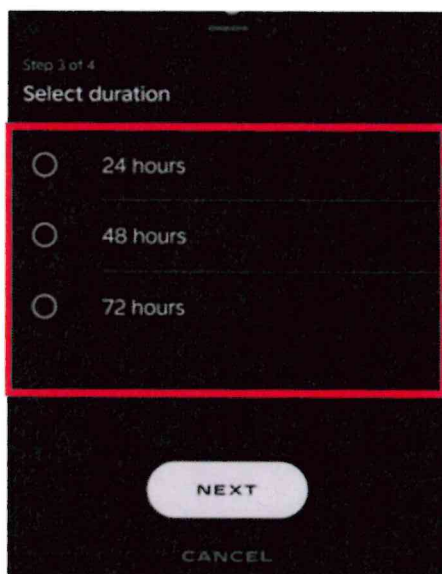 Step 3 of 4
Select duration
24 hours
48 hours
72 hours
NEXT
CANCEL